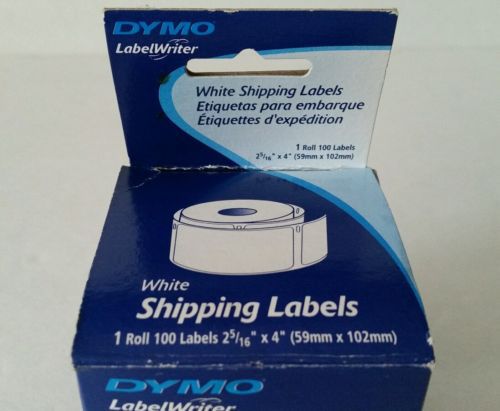 DYMO
LabelWriter
White Shipping Labels
Etiquetas para embarque
Étiquettes d'expédition
1 Roll 100 Labels
2 5/16" x 4" (59mm x 102mm)
White
Shipping Labels
1 Roll 100 Labels 2 5/16" x 4" (59mm x 102mm)
DYMO
LabelWriter